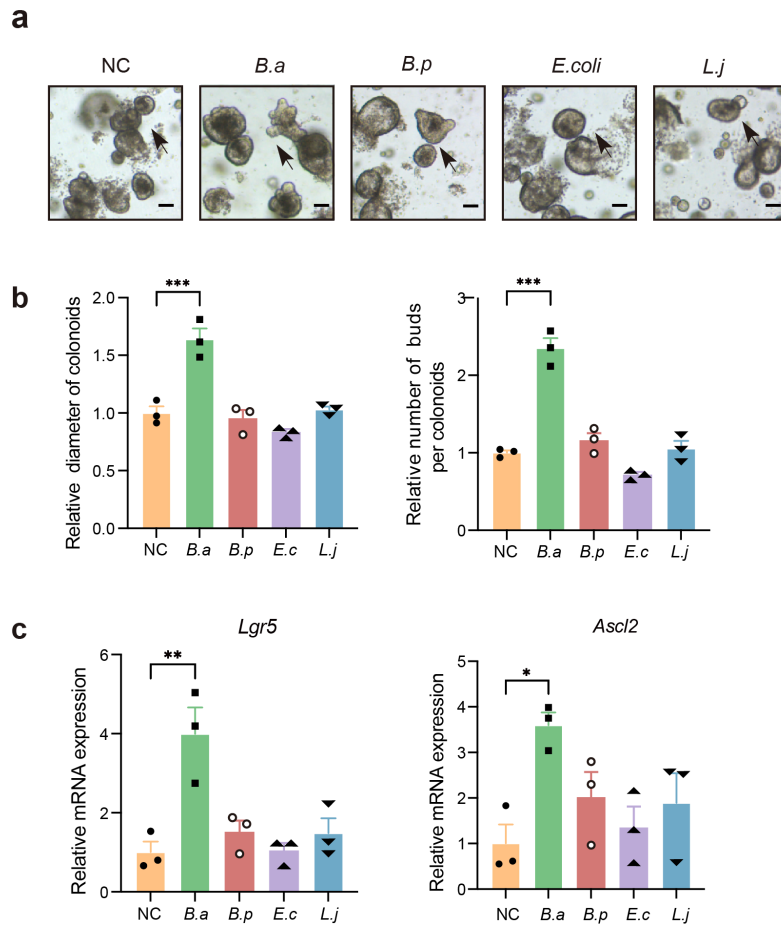 a
NC
B.a
B.p
E.coli
L.j
b
Relative diameter of colonoids
2.0
1.5
1.0
0.5
0.0
***
NC B.a B.p E.c L.j
Relative number of buds
per colonoids
3
2
1
0
***
NC B.a B.p E.c L.j
c
Lgr5
Relative mRNA expression
6
4
2
0
**
NC B.a B.p E.c L.j
Ascl2
Relative mRNA expression
5
4
3
2
1
0
*
NC B.a B.p E.c L.j